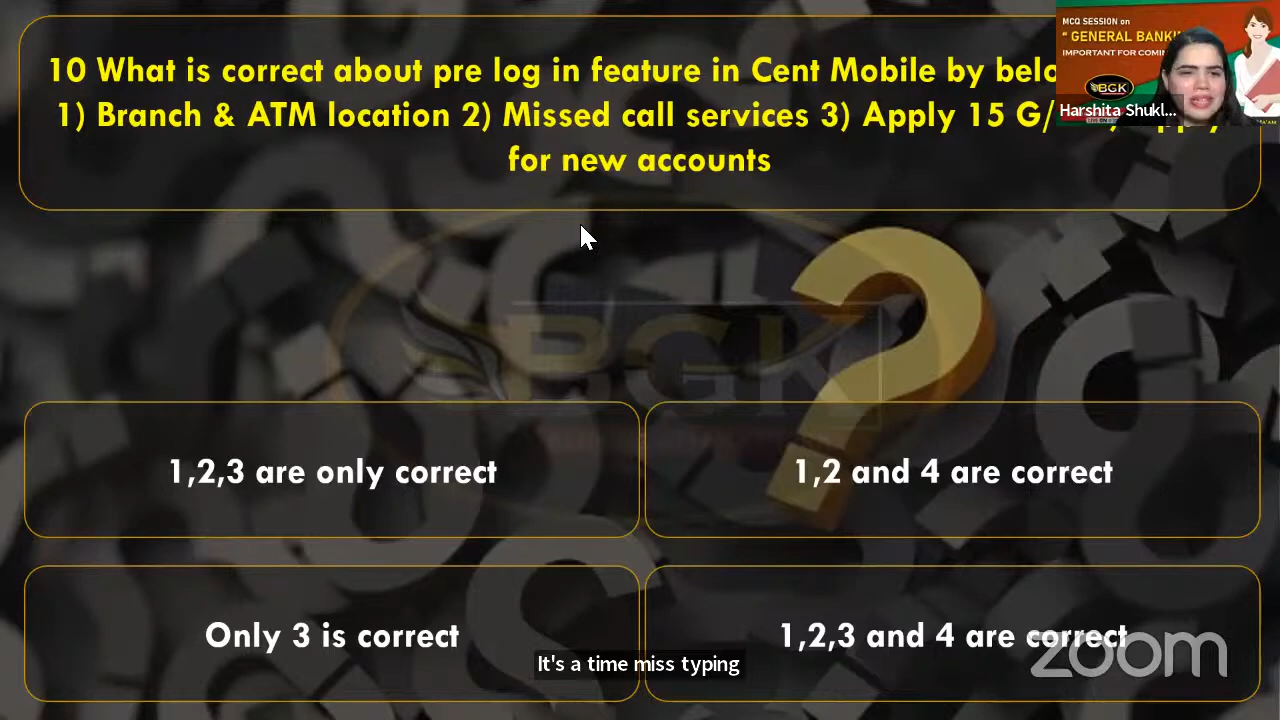 10 What is correct about pre log in feature in Cent Mobile by
1) Branch & ATM location 2) Missed call services 3) Apply 15 G/
for new accounts
MCQ SESSION on
" GENERAL
IMPORTANT FOR
BGK
Harshita Shukl...
BGK
1,2,3 are only correct
1,2 and 4 are correct
Only 3 is correct
1,2,3 and 4 are correct
It's a time miss typing
zoom